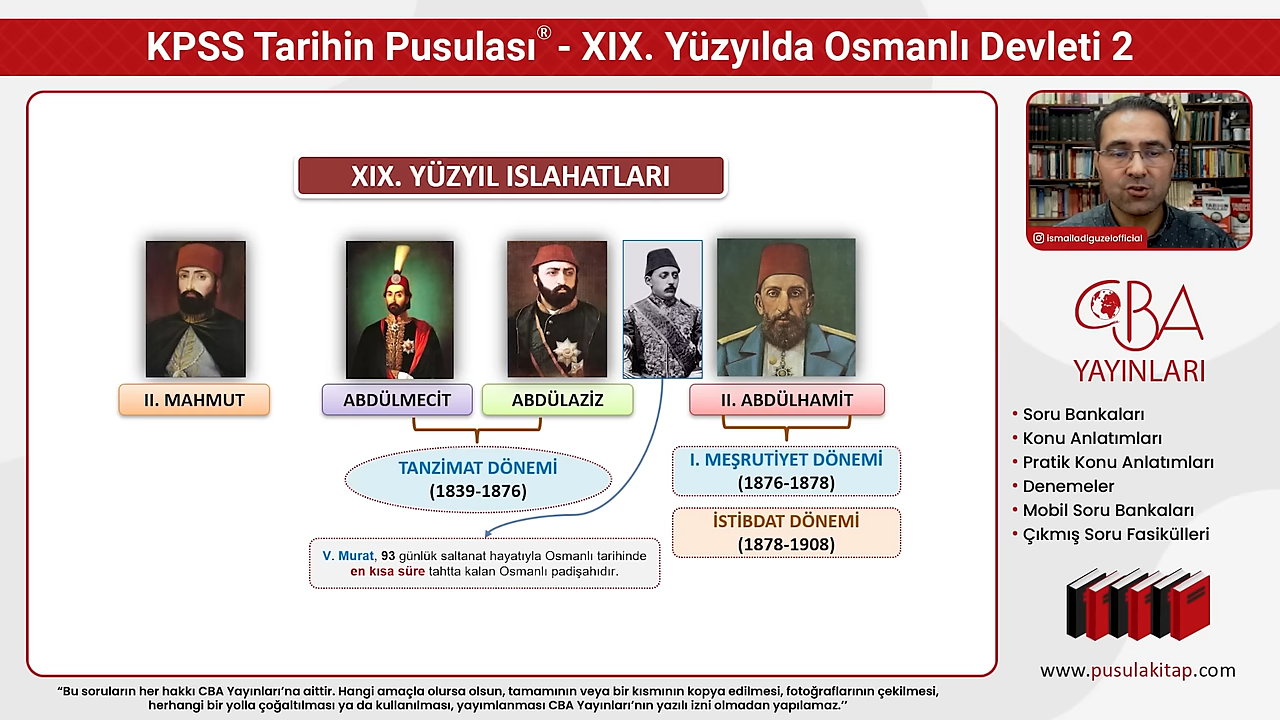 KPSS Tarihin Pusulası® - XIX. Yüzyılda Osmanlı Devleti 2
XIX. YÜZYIL ISLAHATLARI
II. MAHMUT
ABDÜLMECİT
ABDÜLAZİZ
II. ABDÜLHAMİT
TANZİMAT DÖNEMİ
(1839-1876)
I. MEŞRUTİYET DÖNEMİ
(1876-1878)
İSTİBDAT DÖNEMİ
(1878-1908)
V. Murat, 93 günlük saltanat hayatıyla Osmanlı tarihinde
en kısa süre tahtta kalan Osmanlı padişahıdır.
ismailadiguzelofficial
CBA
YAYINLARI
• Soru Bankaları
• Konu Anlatımları
• Pratik Konu Anlatımları
• Denemeler
• Mobil Soru Bankaları
• Çıkmış Soru Fasikülleri
www.pusulakitap.com
“Bu soruların her hakkı CBA Yayınları’na aittir. Hangi amaçla olursa olsun, tamamının veya bir kısmının kopya edilmesi, fotoğraflarının çekilmesi,
herhangi bir yolla çoğaltılması ya da kullanılması, yayımlanması CBA Yayınları’nın yazılı izni olmadan yapılamaz.’’